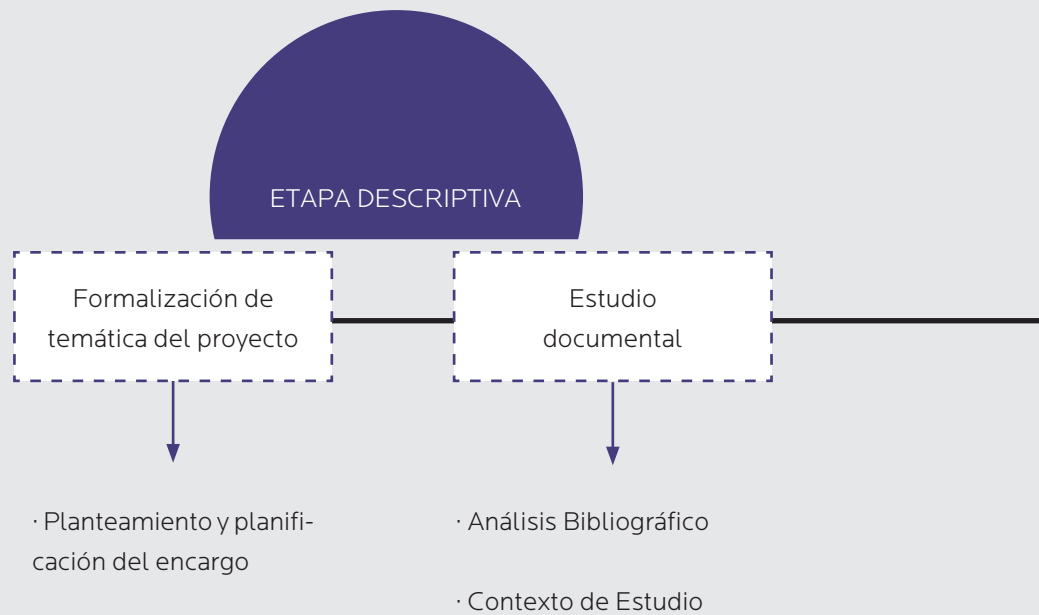 ETAPA DESCRIPTIVA
Formalización de
temática del proyecto
Estudio
documental
· Planteamiento y planifi-
cación del encargo
· Análisis Bibliográfico
· Contexto de Estudio